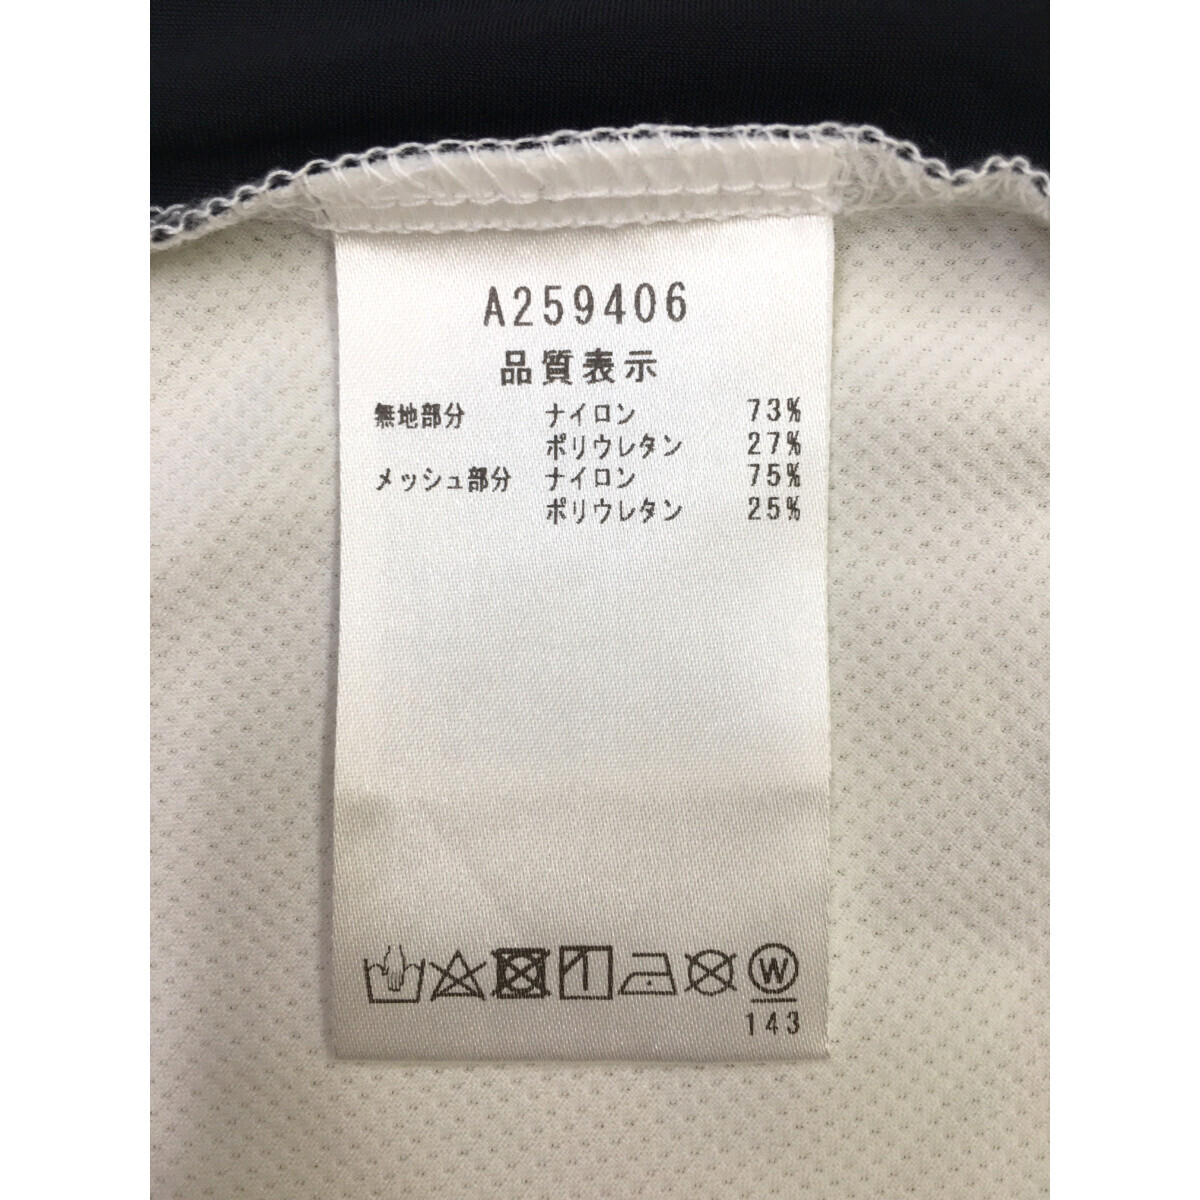 A259406
品質表示
無地部分 ナイロン 73%
ポリウレタン 27%
メッシュ部分 ナイロン 75%
ポリウレタン 25%
W
143